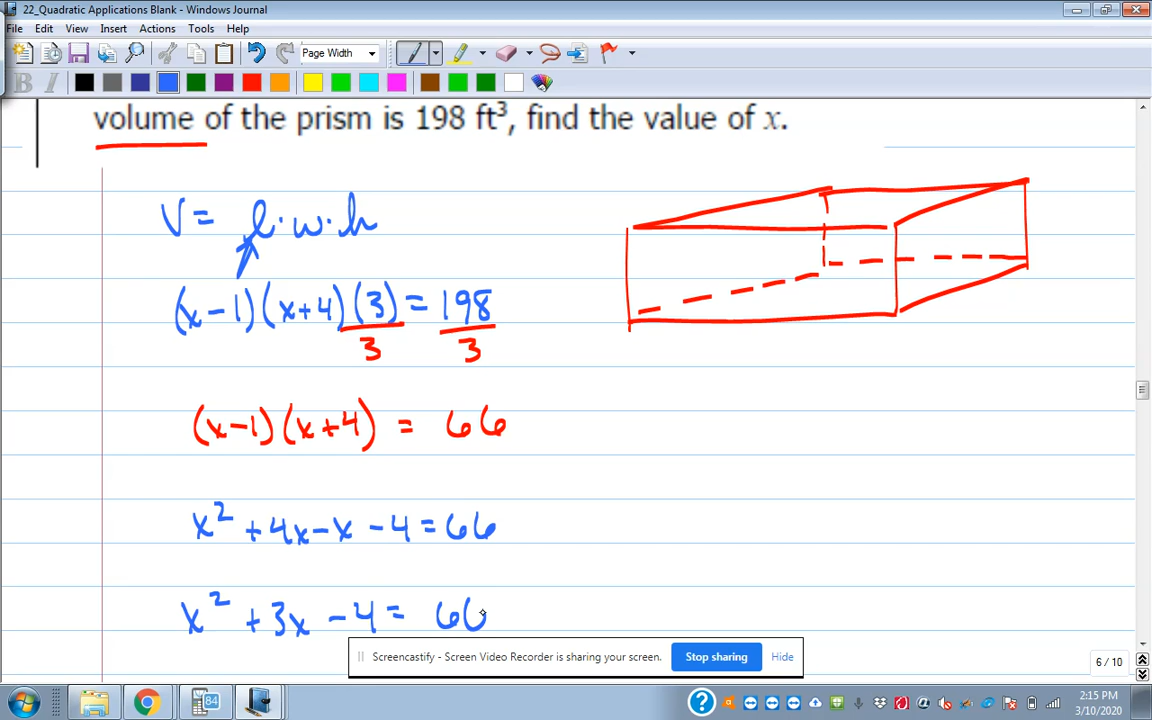 22_Quadratic Applications Blank - Windows Journal
File Edit View Insert Actions Tools Help
Page Width
B I
volume of the prism is 198 ft³, find the value of x.
V = l · w · h
(x-1)(x+4)(3) = 198
3 3
(x-1)(x+4) = 66
x² +4x-x-4=66
x² +3x -4 = 66
Screencastify - Screen Video Recorder is sharing your screen. Stop sharing Hide
6 / 10
84
2:15 PM
3/10/2020